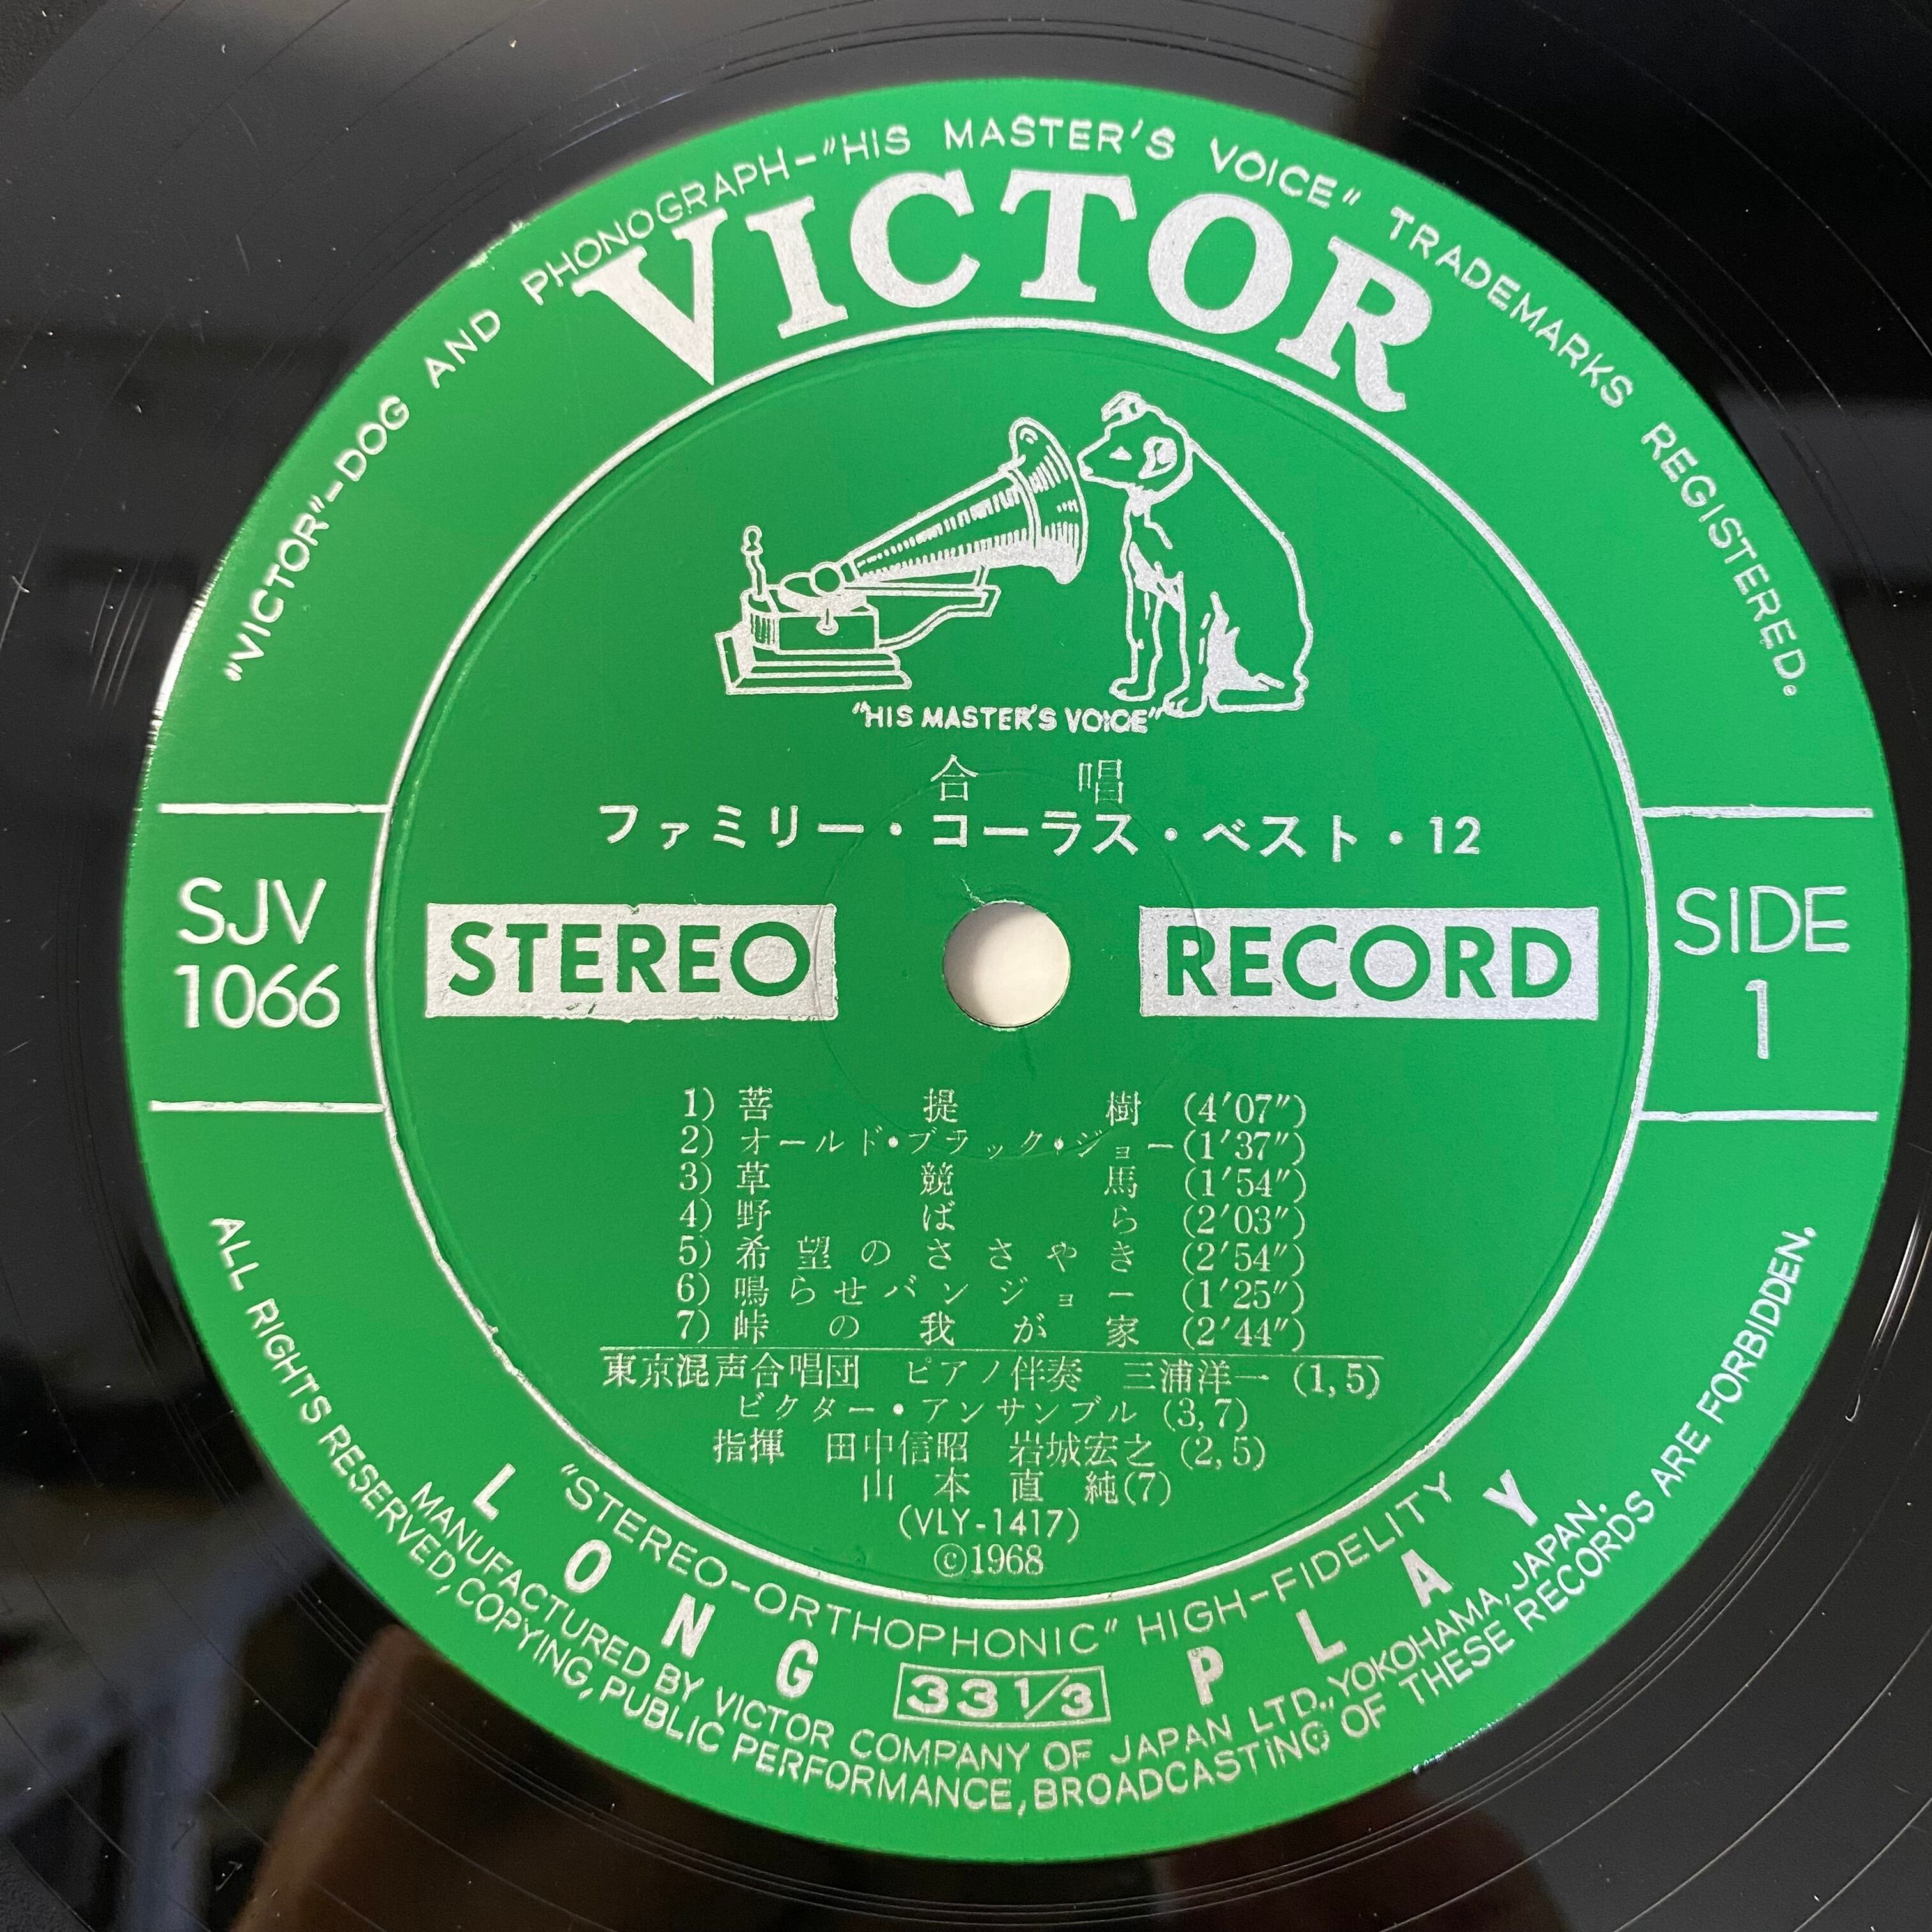 "VICTOR"-DOG AND PHONOGRAPH-"HIS MASTER'S VOICE" TRADEMARKS REGISTERED.
VICTOR
"HIS MASTER'S VOICE"
合唱
ファミリー・コーラス・ベスト・12
SJV
1066
STEREO RECORD
SIDE
1
1) 菩提樹 (4′07″)
2) オールド・ブラック・ジョー (1′37″)
3) 草競馬 (1′54″)
4) 野ばら (2′03″)
5) 希望のささやき (2′54″)
6) 鳴らせバンジョー (1′25″)
7) 峠の我が家 (2′44″)
東京混声合唱団 ピアノ伴奏 三浦洋一 (1,5)
ビクター・アンサンブル (3,7)
指揮 田中信昭 岩城宏之 (2,5)
山本直純(7)
(VLY-1417)
©1968
"STEREO-ORTHOPHONIC" HIGH-FIDELITY
LONG 33 1/3 PLAY
MANUFACTURED BY VICTOR COMPANY OF JAPAN LTD., YOKOHAMA, JAPAN.
ALL RIGHTS RESERVED, COPYING, PUBLIC PERFORMANCE, BROADCASTING OF THESE RECORDS ARE FORBIDDEN.